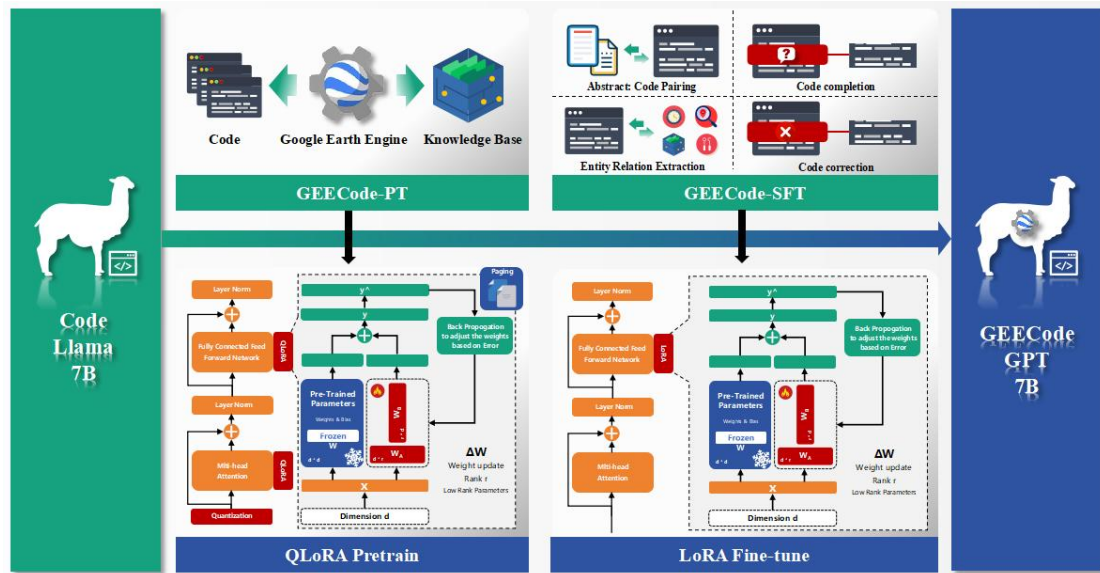 Code
Llama
7B
Code
Google Earth Engine
Knowledge Base
GEECode-PT
Abstract: Code Pairing
?
Code completion
Entity Relation Extraction
Code correction
GEECode-SFT
Layer Norm
Fully Connected Feed
Forward Network
QLoRA
Layer Norm
Mlti-head
Attention
QLoRA
Quantization
Paging
y^
y
Back Propogation
to adjust the weights
based on Error
Pre-Trained
Parameters
Weights & Bias
Frozen
W
d * d
W_B
r * d
W_A
d * r
X
Dimension d
ΔW
Weight update
Rank r
Low Rank Parameters
QLoRA Pretrain
Layer Norm
Fully Connected Feed
Forward Network
LoRA
Layer Norm
Mlti-head
Attention
y^
y
Back Propogation
to adjust the weights
based on Error
Pre-Trained
Parameters
Weights & Bias
Frozen
W
d * d
W_B
r * d
W_A
d * r
X
Dimension d
ΔW
Weight update
Rank r
Low Rank Parameters
LoRA Fine-tune
GEECode
GPT
7B